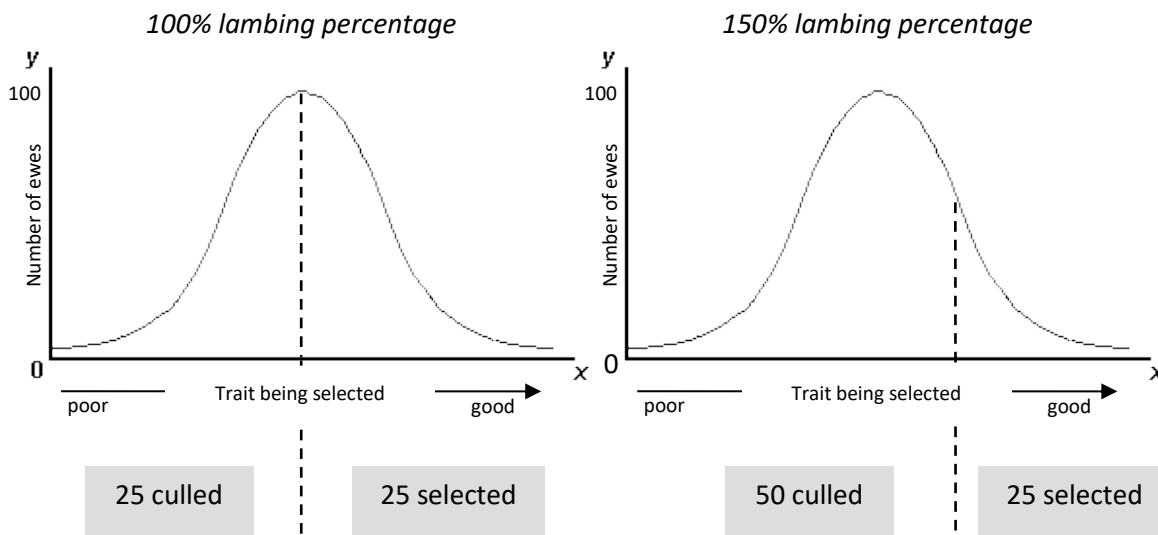 100% lambing percentage
y
100
Number of ewes
0
x
poor
Trait being selected
good
25 culled
25 selected
150% lambing percentage
y
100
Number of ewes
0
x
poor
Trait being selected
good
50 culled
25 selected